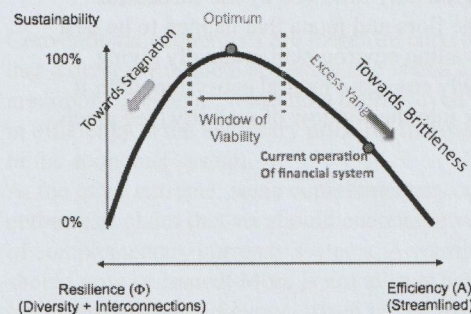 Sustainability
Optimum
100%
Towards Stagnation
Window of
Viability
Excess Yang
Towards Brittleness
Current operation
Of financial system
0%
Resilience (Φ)
(Diversity + Interconnections)
Efficiency (A)
(Streamlined)